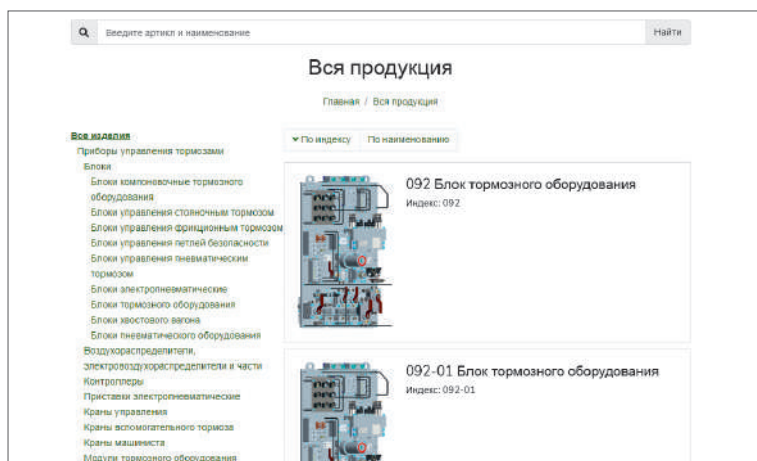 Введите артикл и наименование
Найти
Вся продукция
Главная / Вся продукция
Все изделия
Приборы управления тормозами
Блоки
Блоки компоновочные тормозного
оборудования
Блоки управления стояночным тормозом
Блоки управления фрикционным тормозом
Блоки управления петлей безопасности
Блоки управления пневматическим
тормозом
Блоки электропневматические
Блоки тормозного оборудования
Блоки хвостового вагона
Блоки пневматического оборудования
Воздухораспределители,
электровоздухораспределители и части
Контроллеры
Приставки электропневматические
Краны управления
Краны вспомогательного тормоза
Краны машиниста
Модули тормозного оборудования
По индексу По наименованию
092 Блок тормозного оборудования
Индекс: 092
092-01 Блок тормозного оборудования
Индекс: 092-01